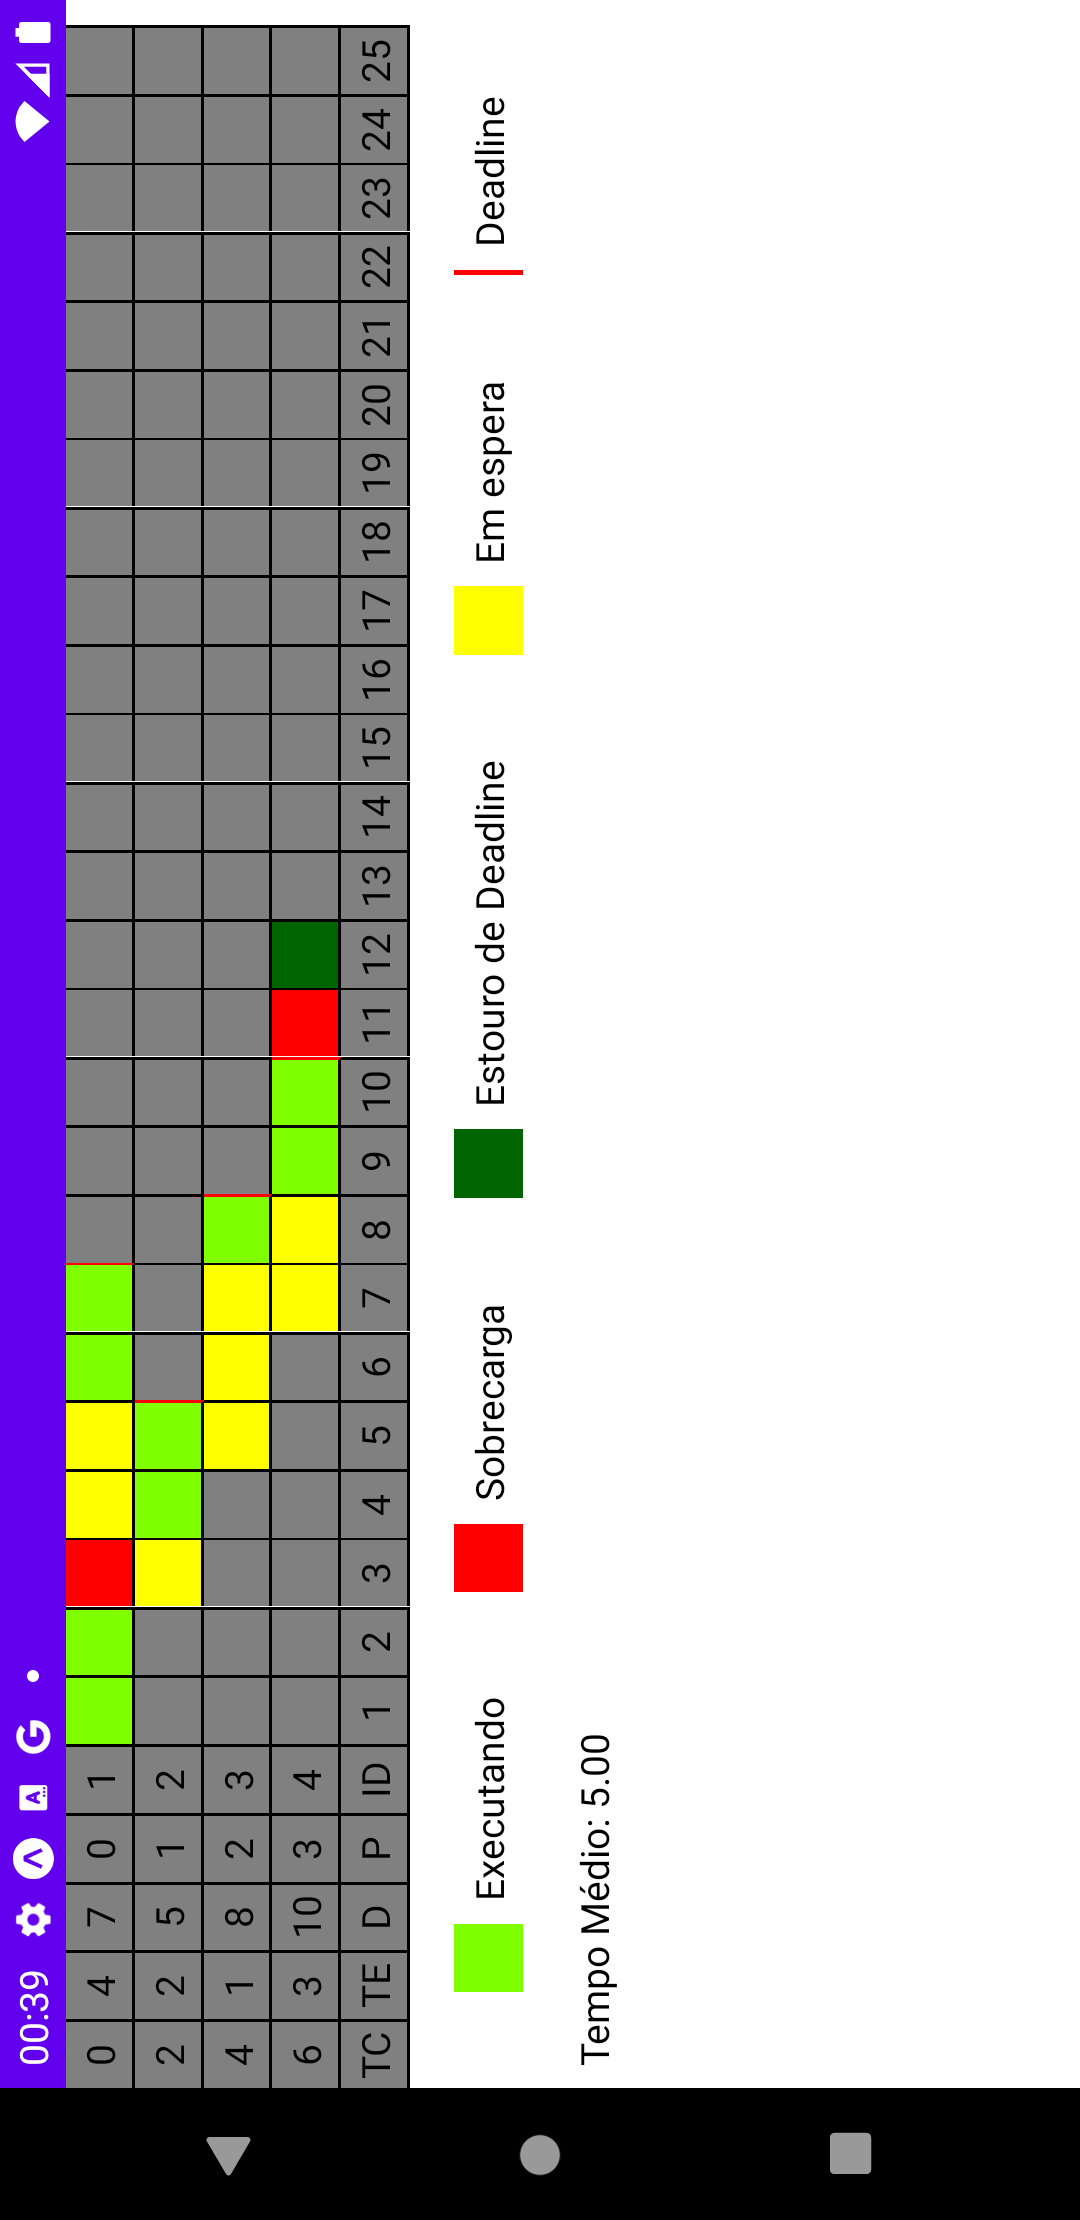 00:39
0 4 7 0 1
2 2 5 1 2
4 1 8 2 3
6 3 10 3 4
TC TE D P ID 1 2 3 4 5 6 7 8 9 10 11 12 13 14 15 16 17 18 19 20 21 22 23 24 25
Executando Sobrecarga Estouro de Deadline Em espera Deadline
Tempo Médio: 5.00